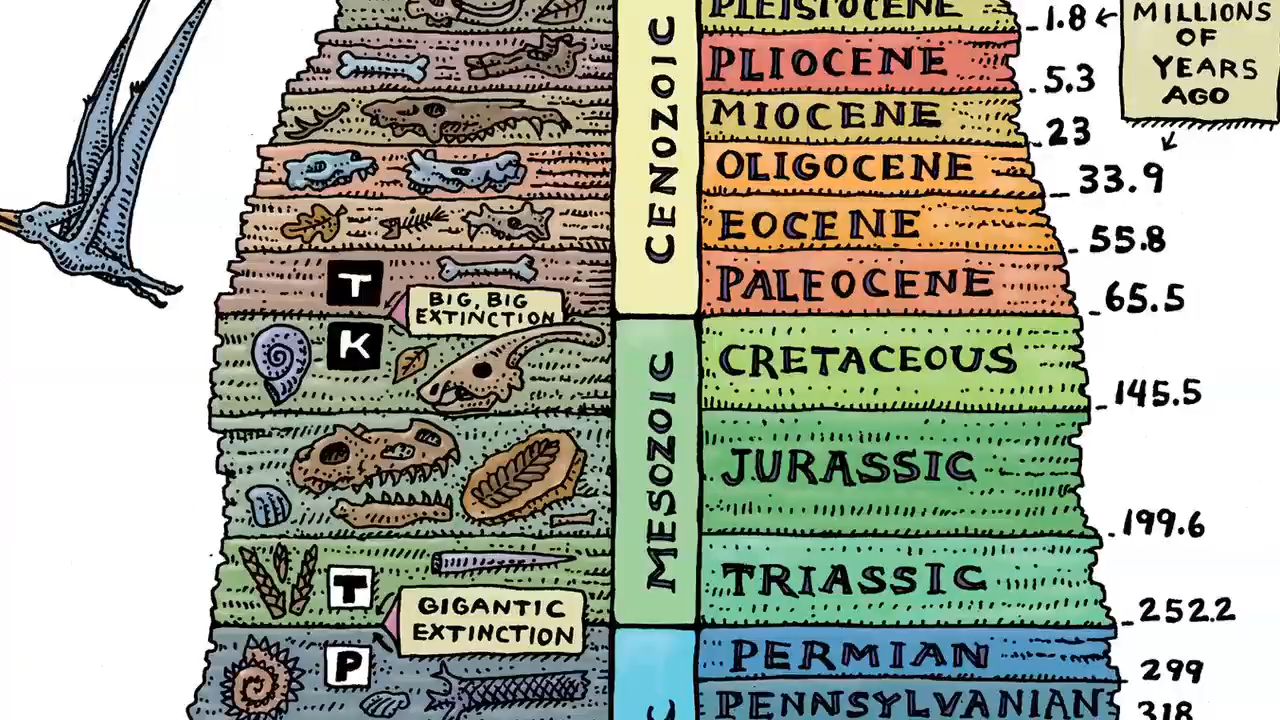 PLEISTOCENE
1.8
MILLIONS
OF
YEARS
AGO
CENOZOIC
PLIOCENE
5.3
MIOCENE
23
OLIGOCENE
33.9
EOCENE
55.8
T
PALEOCENE
65.5
BIG, BIG
EXTINCTION
K
MESOZOIC
CRETACEOUS
145.5
JURASSIC
199.6
T
TRIASSIC
252.2
GIGANTIC
EXTINCTION
P
PERMIAN
299
C
PENNSYLVANIAN
318